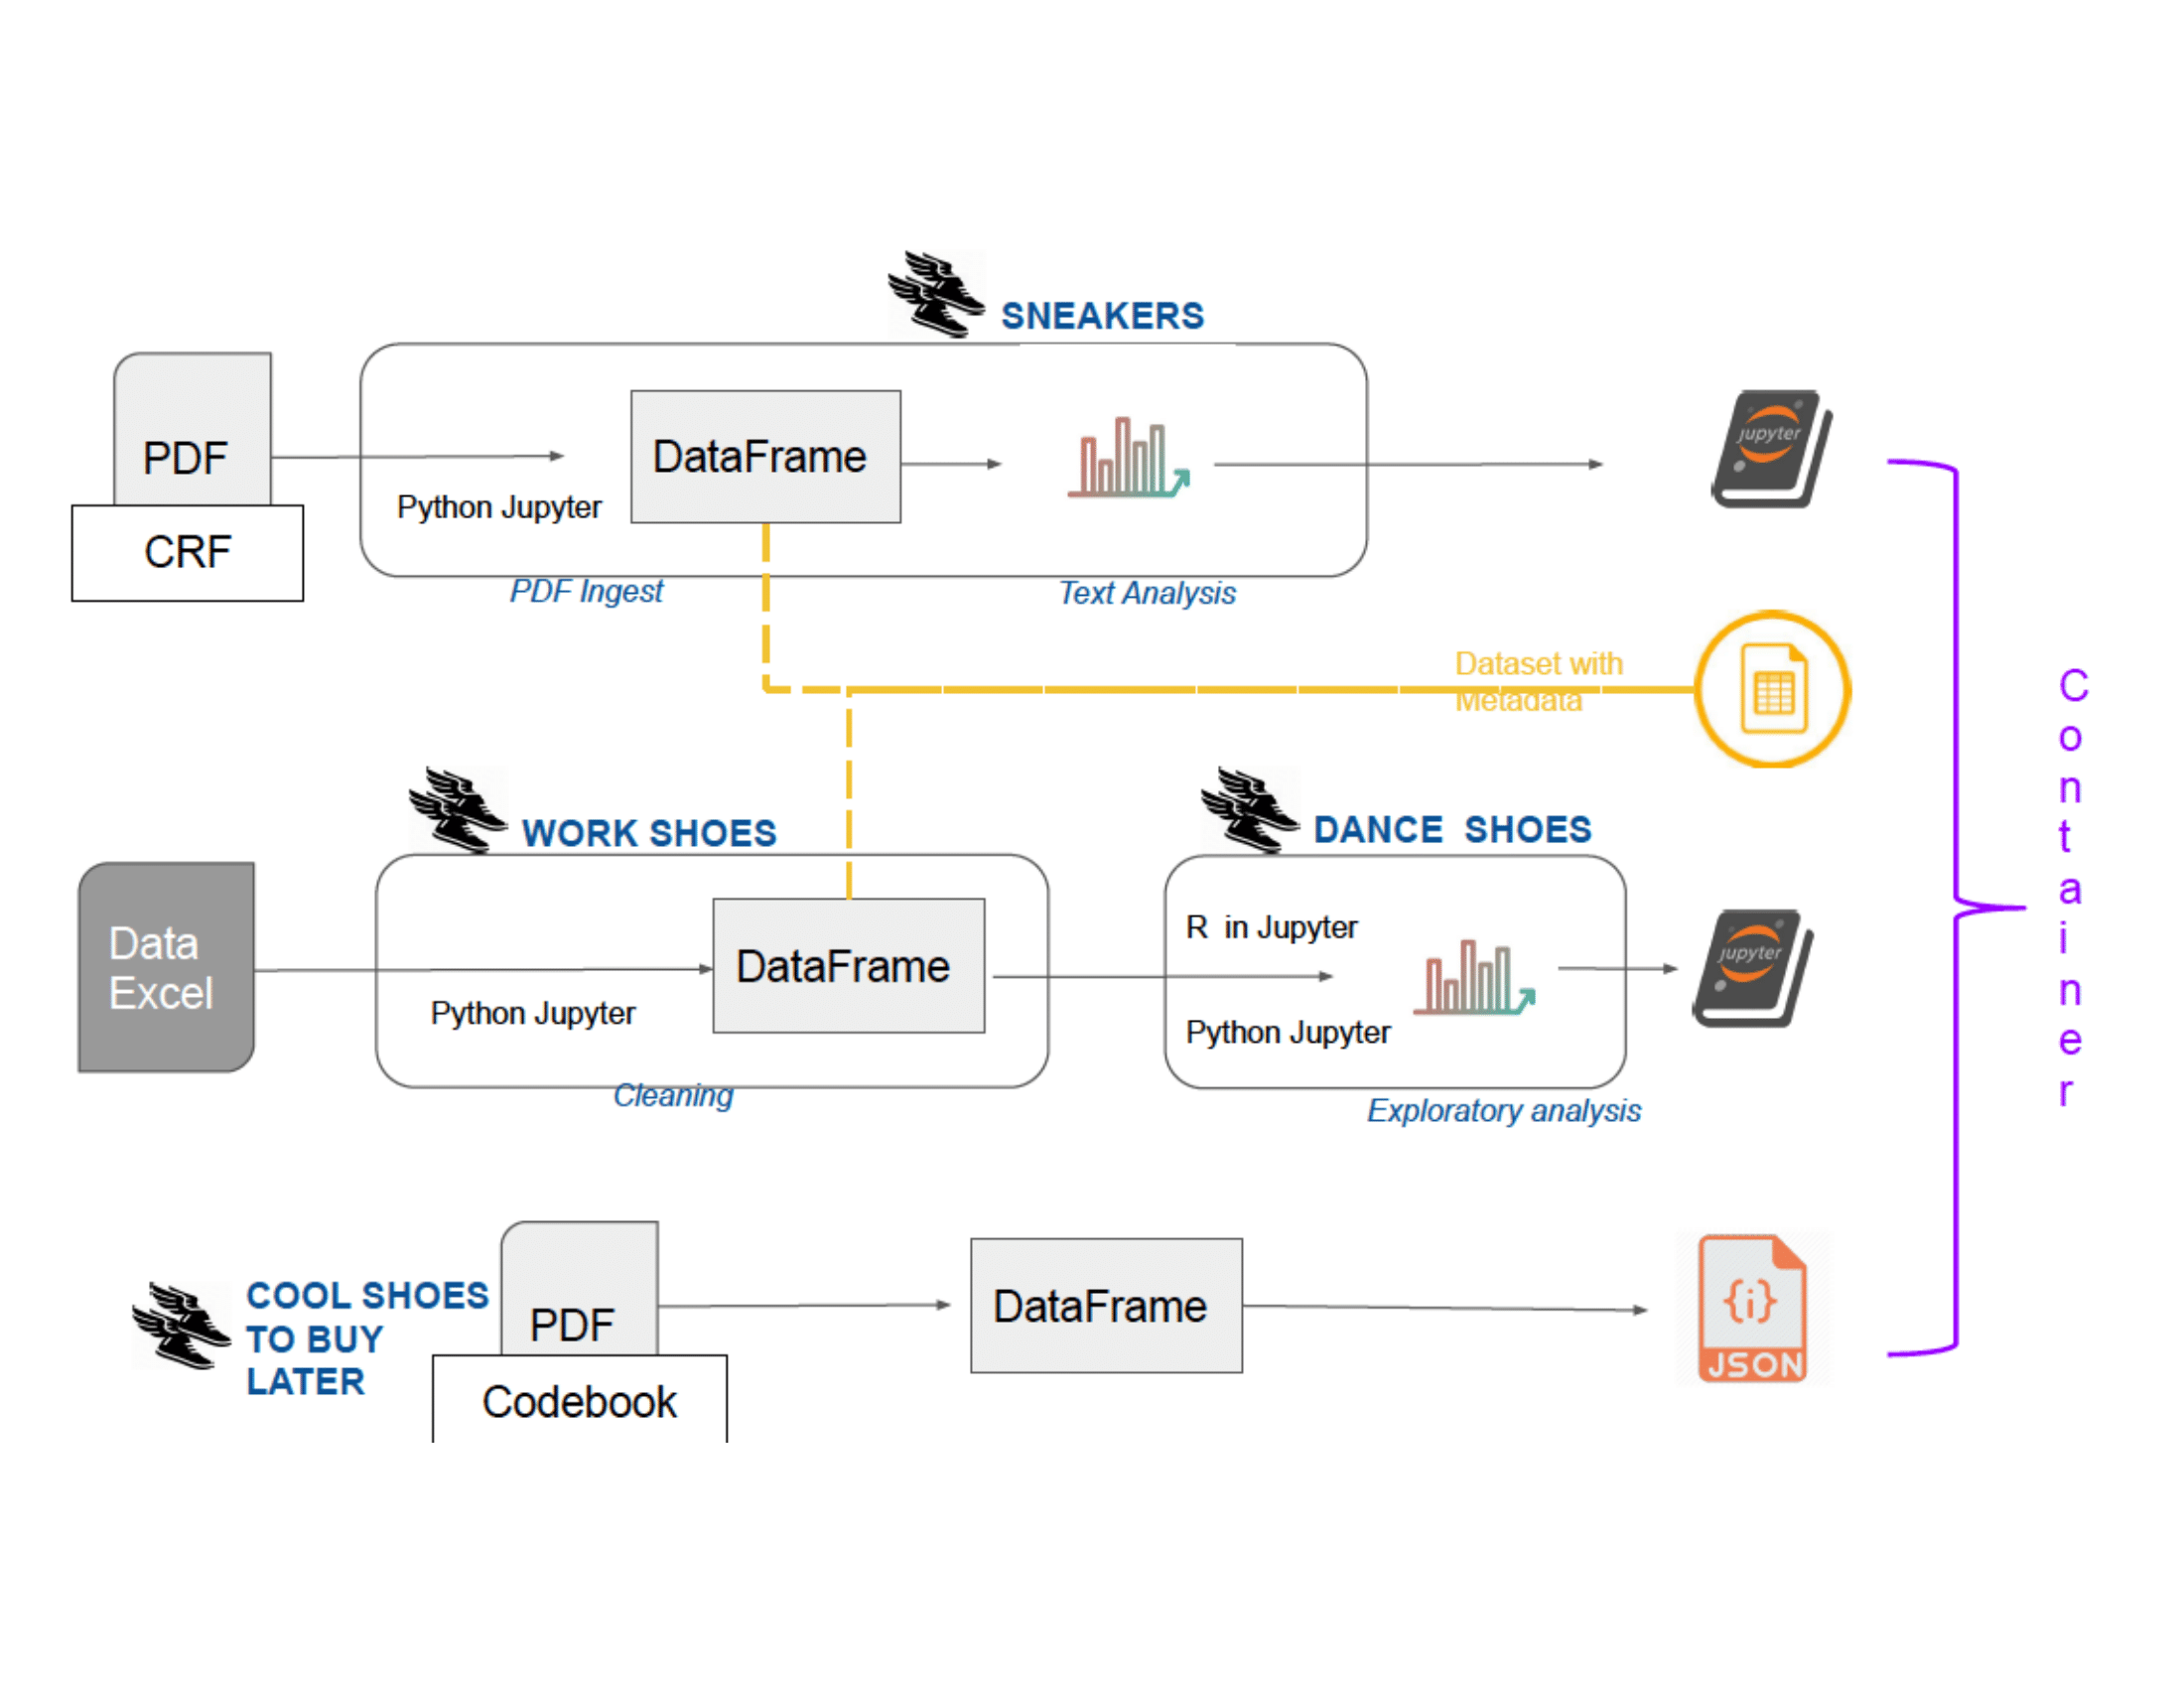 SNEAKERS
PDF
CRF
Python Jupyter
DataFrame
jupyter
PDF Ingest
Text Analysis
Dataset with
Metadata
Container
WORK SHOES
DANCE  SHOES
Data
Excel
Python Jupyter
DataFrame
R  in Jupyter
Python Jupyter
jupyter
Cleaning
Exploratory analysis
COOL SHOES
TO BUY
LATER
PDF
Codebook
DataFrame
{i}
JSON